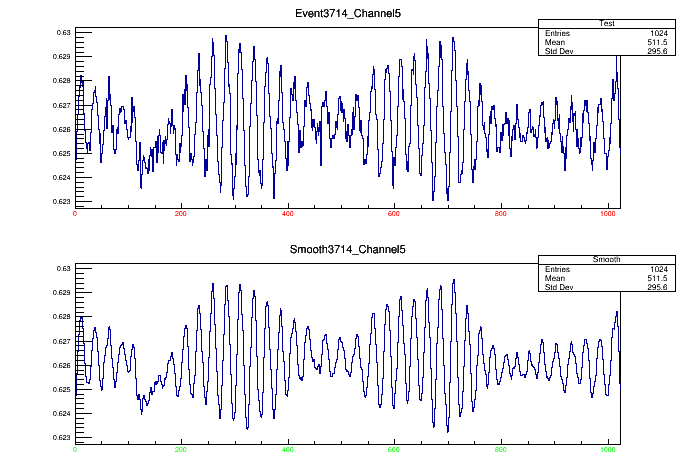 Event3714_Channel5
Test
Entries 1024
Mean 511.5
Std Dev 295.6
0.63
0.629
0.628
0.627
0.626
0.625
0.624
0.623
0 200 400 600 800 1000
Smooth3714_Channel5
Smooth
Entries 1024
Mean 511.5
Std Dev 295.6
0.63
0.629
0.628
0.627
0.626
0.625
0.624
0.623
0 200 400 600 800 1000